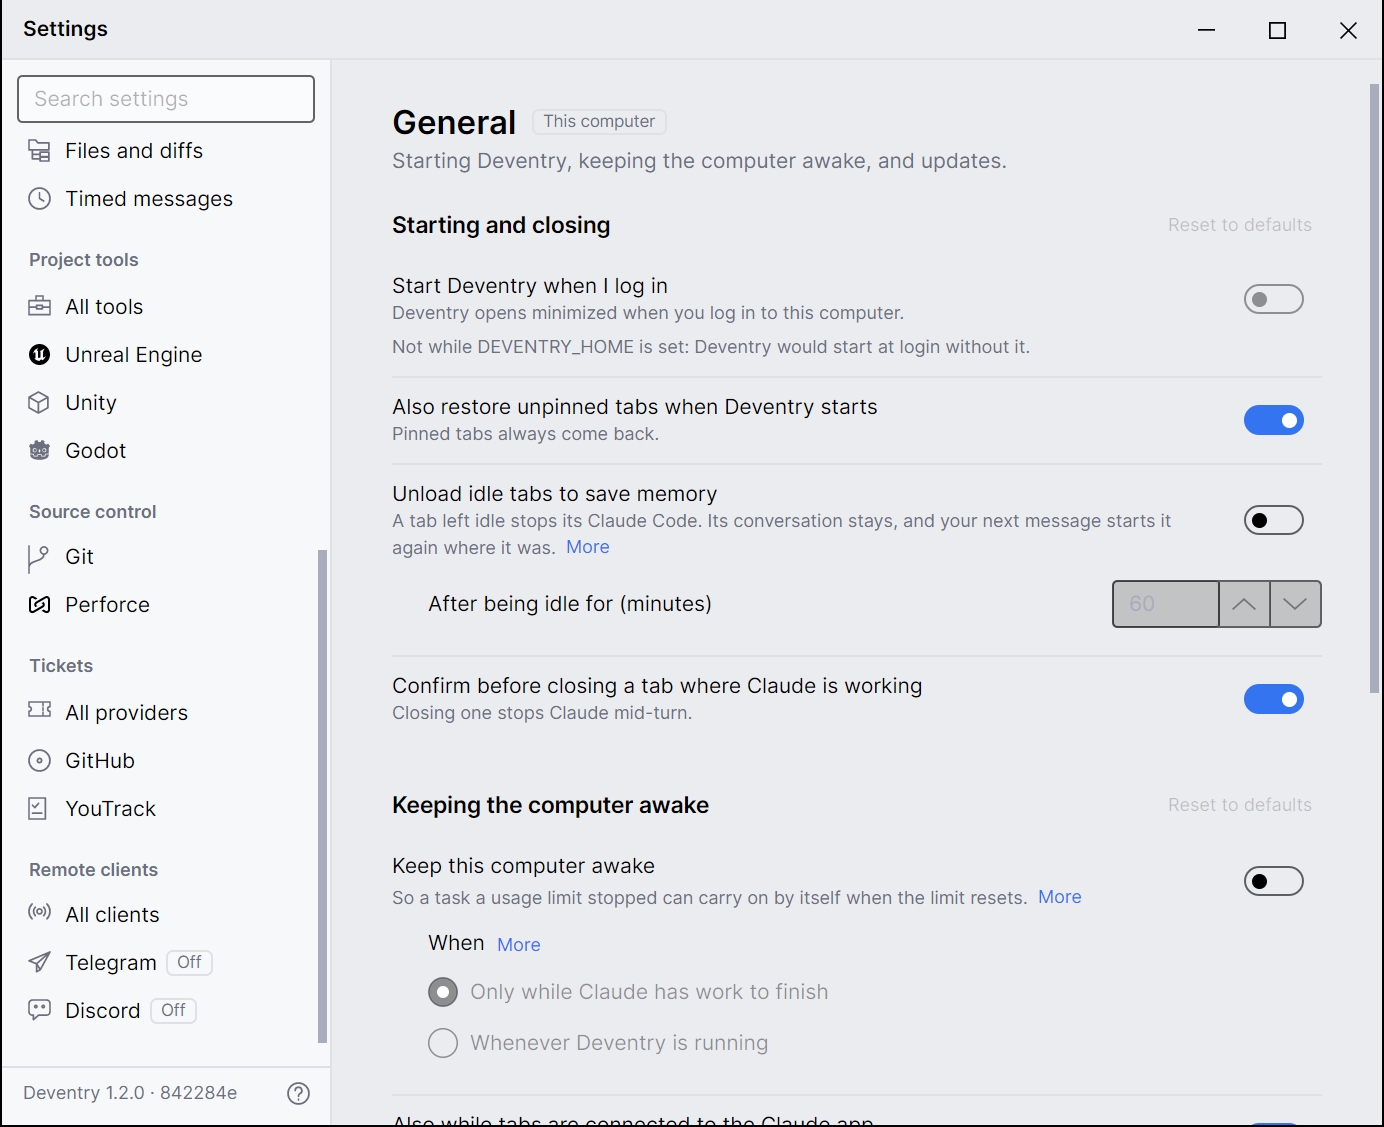 Settings
Search settings
Files and diffs
Timed messages
Project tools
All tools
Unreal Engine
Unity
Godot
Source control
Git
Perforce
Tickets
All providers
GitHub
YouTrack
Remote clients
All clients
Telegram Off
Discord Off
Deventry 1.2.0 · 842284e
General This computer
Starting Deventry, keeping the computer awake, and updates.
Starting and closing Reset to defaults
Start Deventry when I log in
Deventry opens minimized when you log in to this computer.
Not while DEVENTRY_HOME is set: Deventry would start at login without it.
Also restore unpinned tabs when Deventry starts
Pinned tabs always come back.
Unload idle tabs to save memory
A tab left idle stops its Claude Code. Its conversation stays, and your next message starts it
again where it was. More
After being idle for (minutes) 60
Confirm before closing a tab where Claude is working
Closing one stops Claude mid-turn.
Keeping the computer awake Reset to defaults
Keep this computer awake
So a task a usage limit stopped can carry on by itself when the limit resets. More
When More
Only while Claude has work to finish
Whenever Deventry is running
Also while tabs are connected to the Claude app